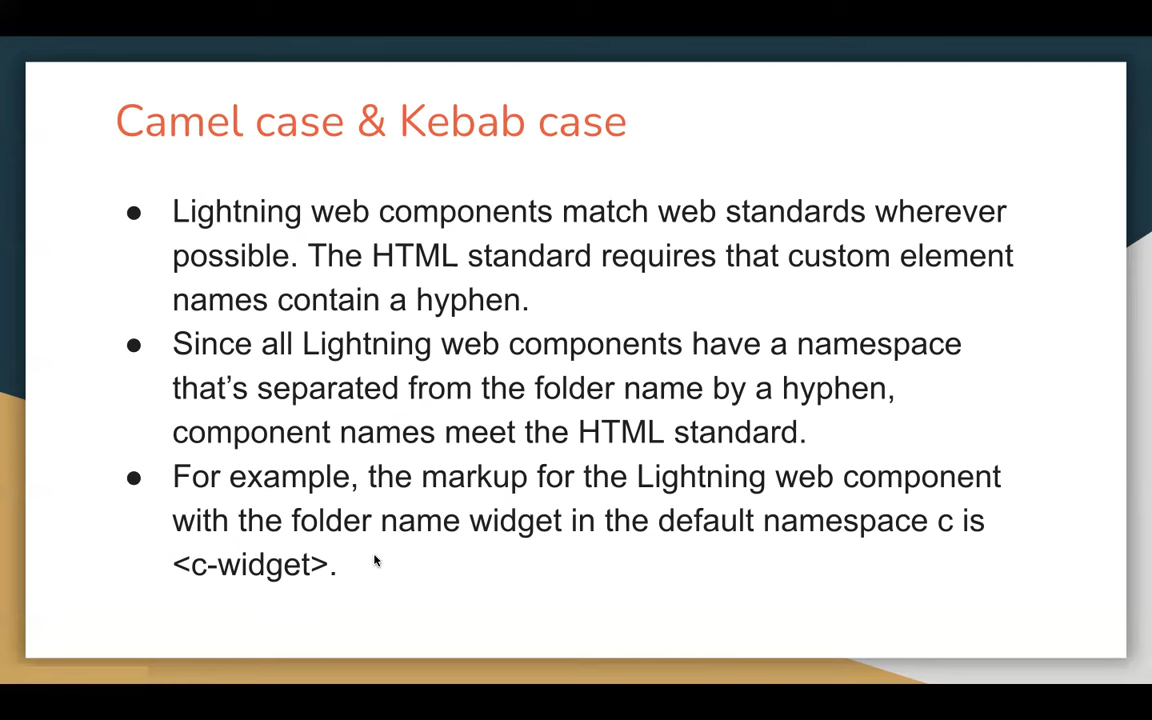 Camel case & Kebab case
● Lightning web components match web standards wherever
possible. The HTML standard requires that custom element
names contain a hyphen.
● Since all Lightning web components have a namespace
that’s separated from the folder name by a hyphen,
component names meet the HTML standard.
● For example, the markup for the Lightning web component
with the folder name widget in the default namespace c is
<c-widget>.